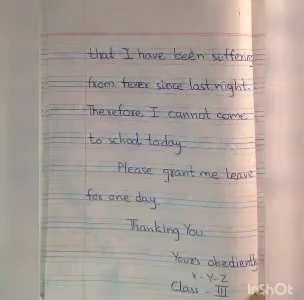 that I have been suffering
from fever since last night.
Therefore I cannot come
to school today.
Please grant me leave
for one day
Thanking You
Yours obediently
X-Y-Z
Class - III
InShOt